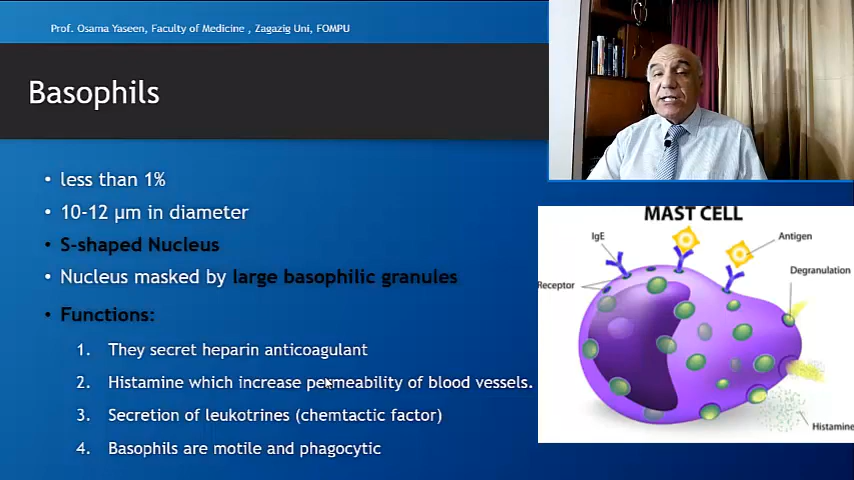 Prof. Osama Yaseen, Faculty of Medicine , Zagazig Uni, FOMPU
Basophils
• less than 1%
• 10-12 µm in diameter
• S-shaped Nucleus
• Nucleus masked by large basophilic granules
• Functions:
1. They secret heparin anticoagulant
2. Histamine which increase permeability of blood vessels.
3. Secretion of leukotrines (chemtactic factor)
4. Basophils are motile and phagocytic
MAST CELL
IgE
Antigen
Receptor
Degranulation
Histamine